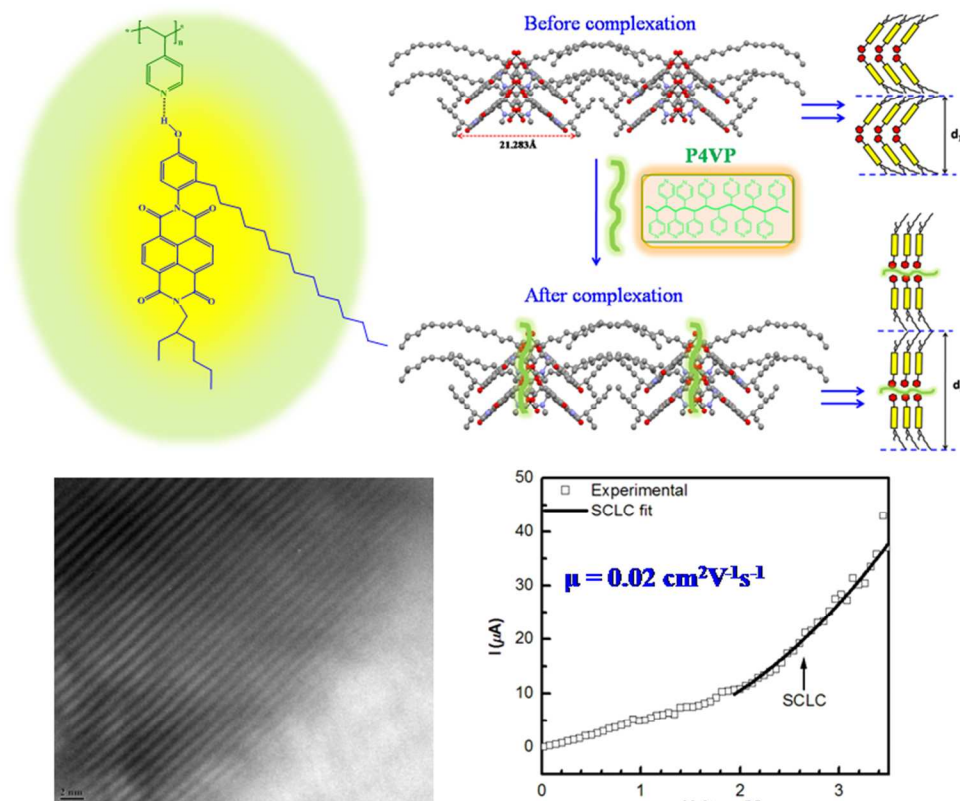 Before complexation
21.283Å
P4VP
After complexation
n
N
H
O
O
N
O
O
N
O
d
2 nm
50
40
30
20
10
0
Experimental
SCLC fit
μ = 0.02 cm²V⁻¹s⁻¹
I (μA)
SCLC
0
1
2
3